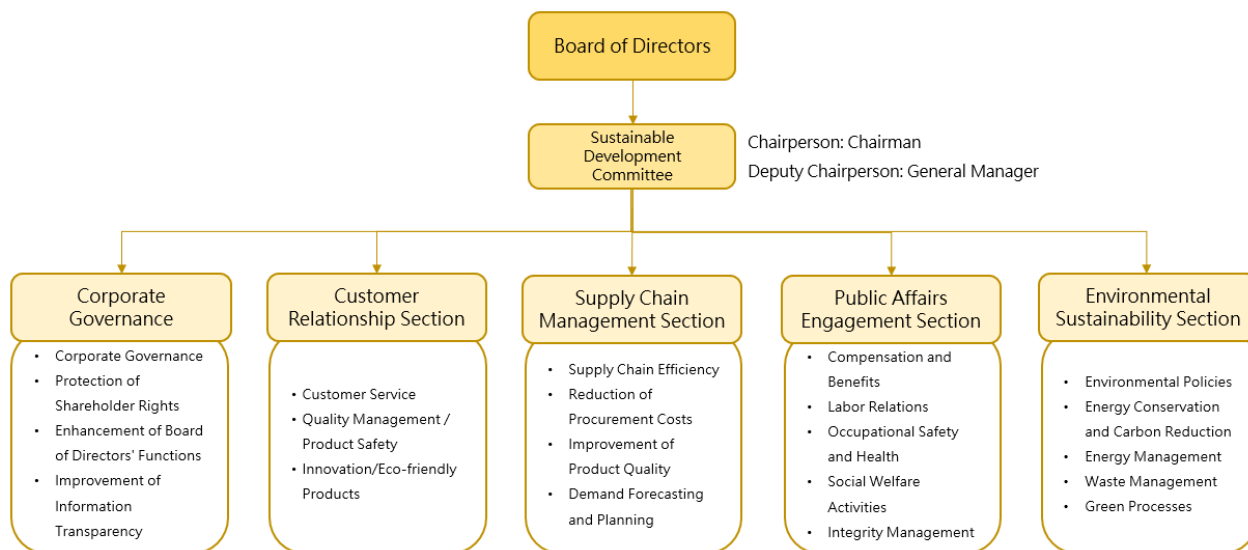 Board of Directors
Sustainable
Development
Committee
Chairperson: Chairman
Deputy Chairperson: General Manager
Corporate
Governance
• Corporate Governance
• Protection of
Shareholder Rights
• Enhancement of Board
of Directors' Functions
• Improvement of
Information
Transparency
Customer
Relationship Section
• Customer Service
• Quality Management /
Product Safety
• Innovation/Eco-friendly
Products
Supply Chain
Management Section
• Supply Chain Efficiency
• Reduction of
Procurement Costs
• Improvement of
Product Quality
• Demand Forecasting
and Planning
Public Affairs
Engagement Section
• Compensation and
Benefits
• Labor Relations
• Occupational Safety
and Health
• Social Welfare
Activities
• Integrity Management
Environmental
Sustainability Section
• Environmental Policies
• Energy Conservation
and Carbon Reduction
• Energy Management
• Waste Management
• Green Processes